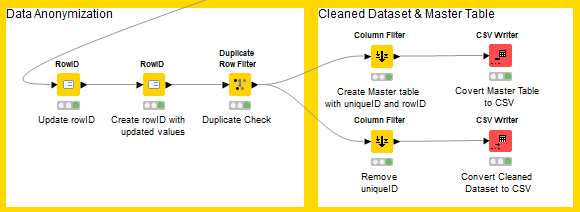 Data Anonymization
RowID
Update rowID
RowID
Create rowID with
updated values
Duplicate
Row Filter
Duplicate Check
Cleaned Dataset & Master Table
Column Filter
Create Master table
with uniqueID and rowID
CSV Writer
Covert Master Table
to CSV
Column Filter
Remove
uniqueID
CSV Writer
Convert Cleaned
Dataset to CSV